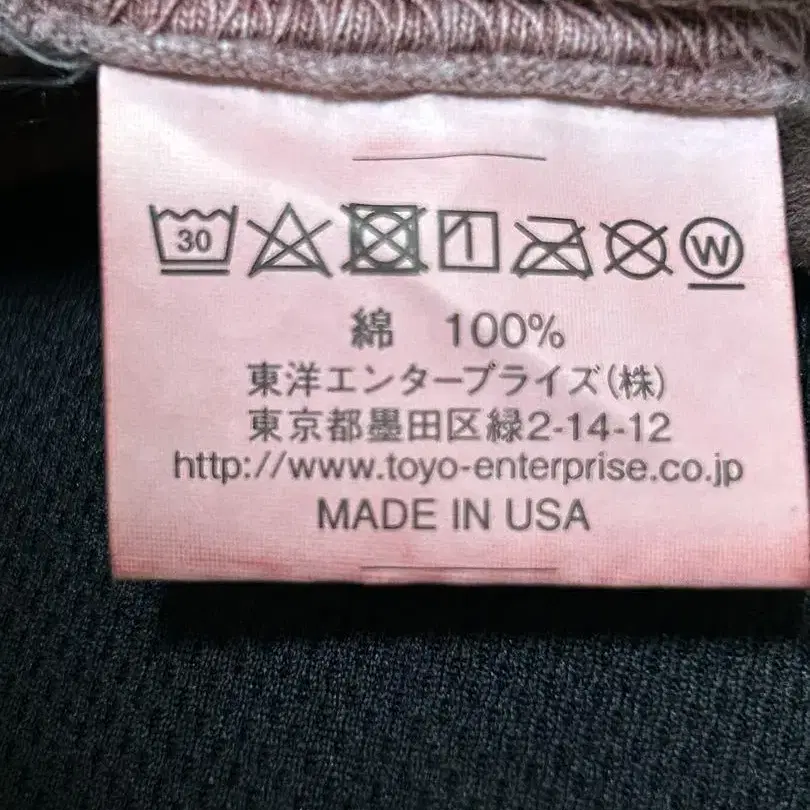 30 W
綿 100%
東洋エンタープライズ(株)
東京都墨田区緑2-14-12
http://www.toyo-enterprise.co.jp
MADE IN USA